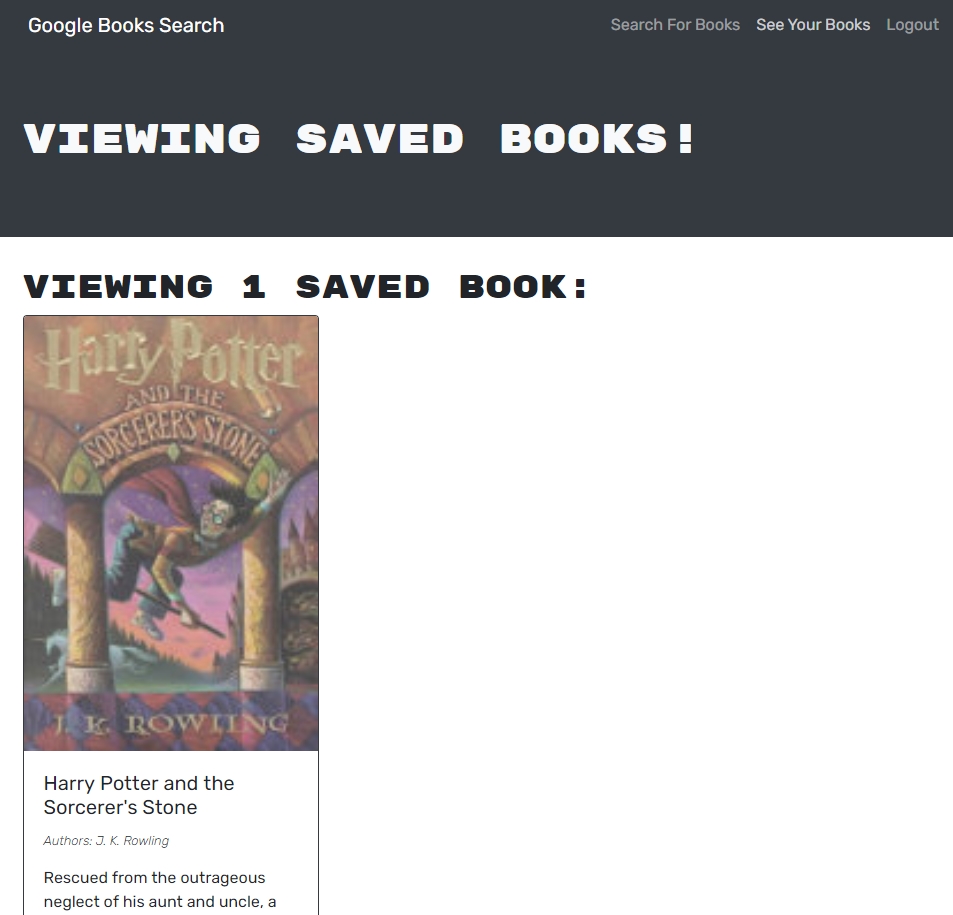 Google Books Search
Search For Books See Your Books Logout
VIEWING SAVED BOOKS!
VIEWING 1 SAVED BOOK:
Harry Potter
AND THE
SORCERER'S STONE
J. K. ROWLING
Harry Potter and the
Sorcerer's Stone
Authors: J. K. Rowling
Rescued from the outrageous
neglect of his aunt and uncle, a